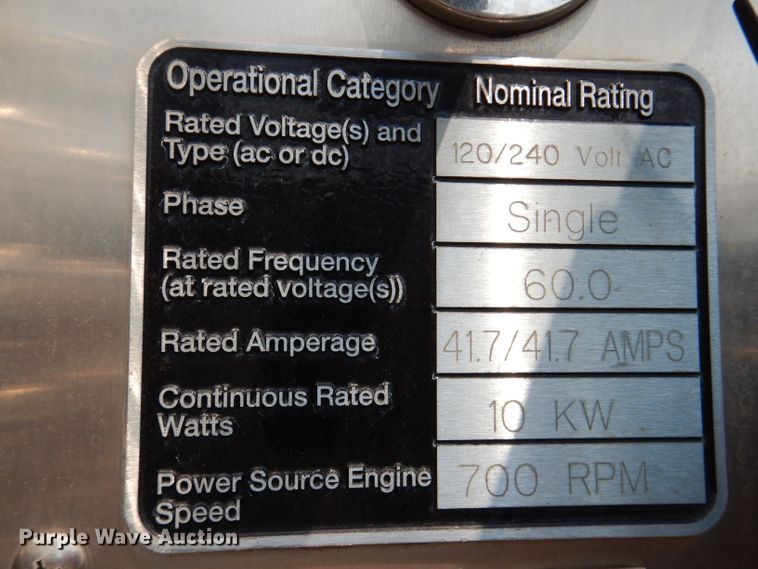 Operational Category Nominal Rating
Rated Voltage(s) and
Type (ac or dc) 120/240 Volt AC
Phase Single
Rated Frequency
(at rated voltage(s)) 60.0
Rated Amperage 41.7/41.7 AMPS
Continuous Rated
Watts 10 KW
Power Source Engine 700 RPM
Speed
Purple Wave Auction